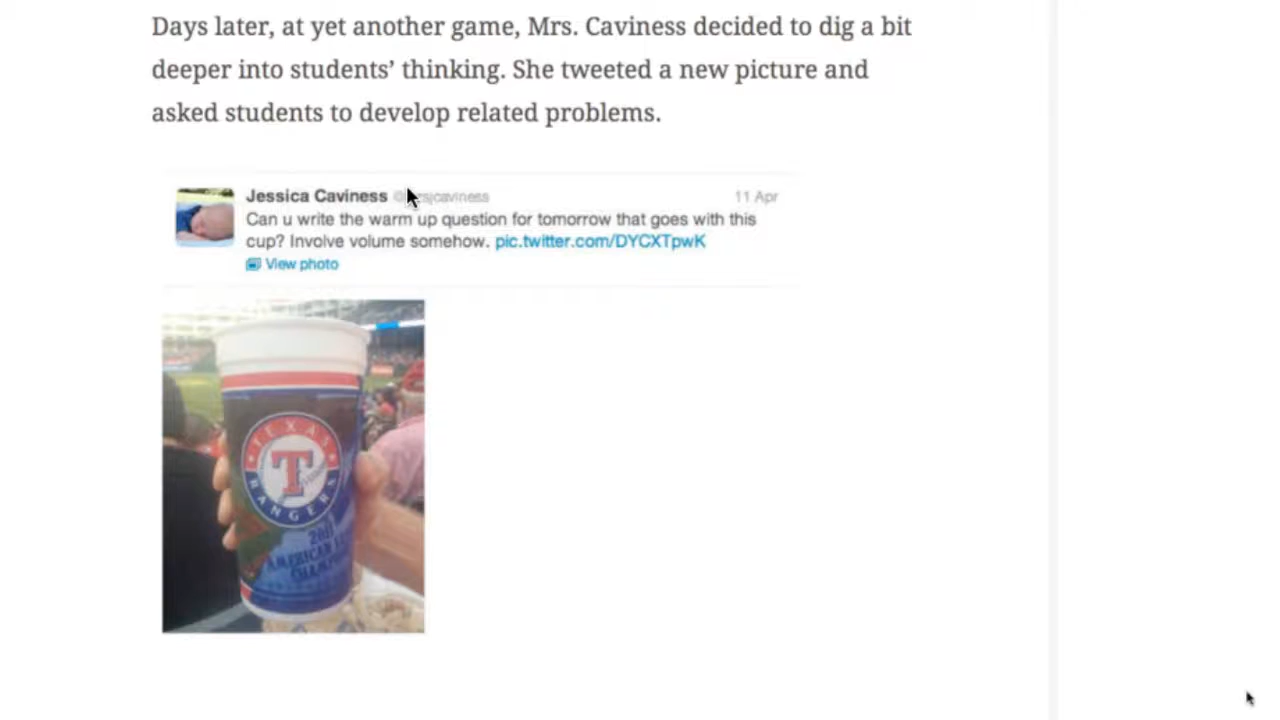 Days later, at yet another game, Mrs. Caviness decided to dig a bit
deeper into students’ thinking. She tweeted a new picture and
asked students to develop related problems.
Jessica Caviness
11 Apr
Can u write the warm up question for tomorrow that goes with this
cup? Involve volume somehow. pic.twitter.com/DYCXTpwK
View photo
TEXAS
T
RANGERS
2011
AMERICAN